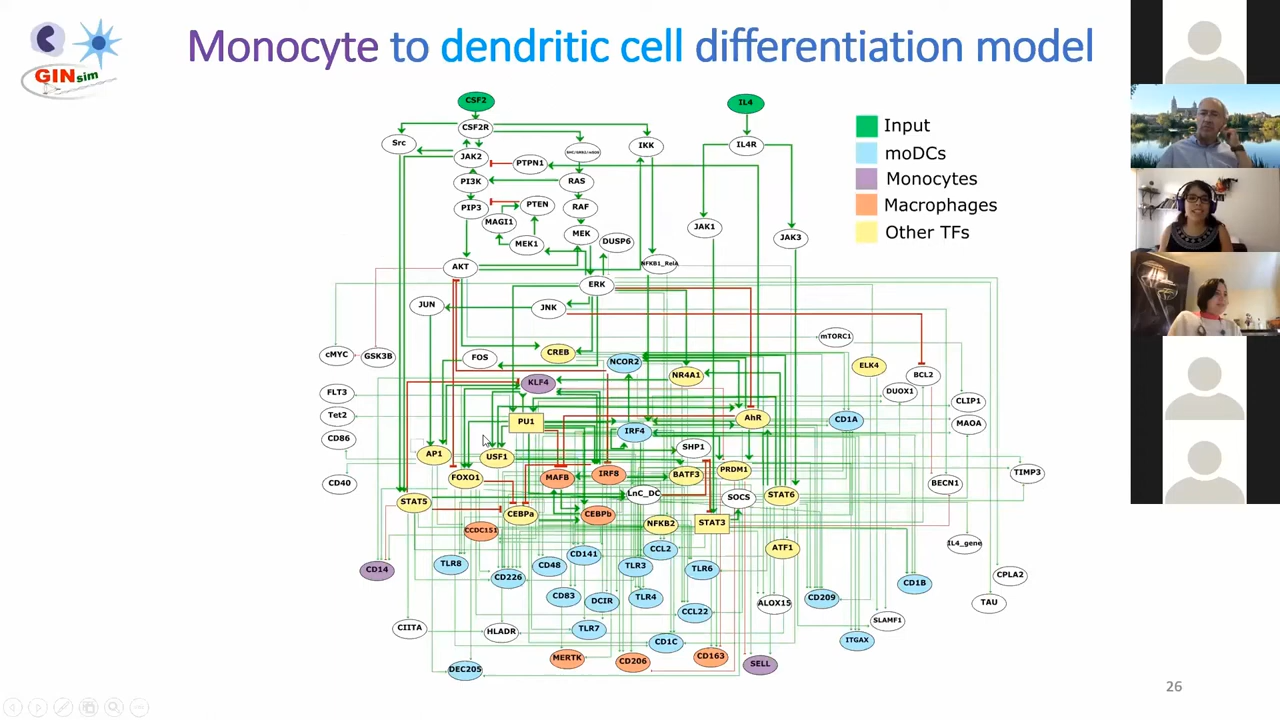 Monocyte to dendritic cell differentiation model
GINsim
CSF2
IL4
Input
moDCs
Monocytes
Macrophages
Other TFs
CSF2R
Src
JAK2
PTPN1
IKK
IL4R
PI3K
RAS
PIP3
PTEN
RAF
MAGI1
MEK
MEK1
DUSP6
JAK1
JAK3
AKT
NFKB1_RelA
ERK
JUN
JNK
mTORC1
cMYC
GSK3B
FOS
CREB
NCOR2
NR4A1
ELK4
BCL2
KLF4
FLT3
DUOX1
CLIP1
Tet2
PU1
AhR
CD1A
MAOA
CD86
IRF4
SHP1
AP1
USF1
CD40
FOXO1
MAFB
IRF8
BATF3
PRDM1
TIMP3
BECN1
LnC_DC
SOCS
STAT6
STAT5
CEBPa
CEBPb
NFKB2
STAT3
CCDC151
IL4_gene
CD14
TLR8
CD226
CD48
CD141
TLR3
CCL2
TLR6
ATF1
CD1B
CPLA2
CD83
DCIR
TLR4
CCL22
ALOX15
CD209
TAU
SLAMF1
CIITA
HLADR
TLR7
CD1C
ITGAX
DEC205
MERTK
CD206
CD163
SELL
26